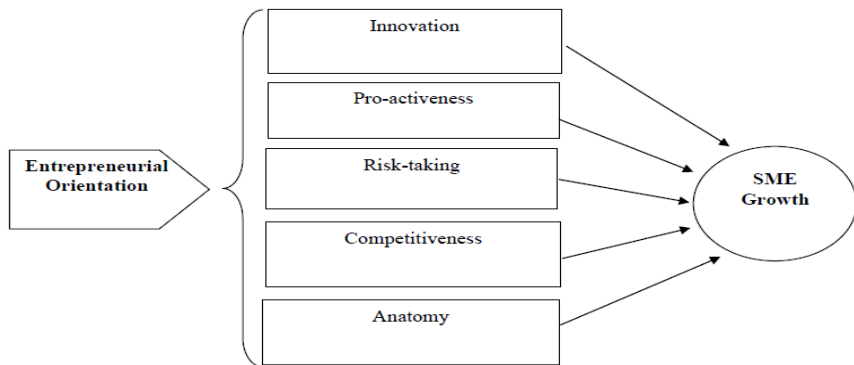 Innovation
Pro-activeness
Entrepreneurial
Orientation
Risk-taking
SME
Growth
Competitiveness
Anatomy